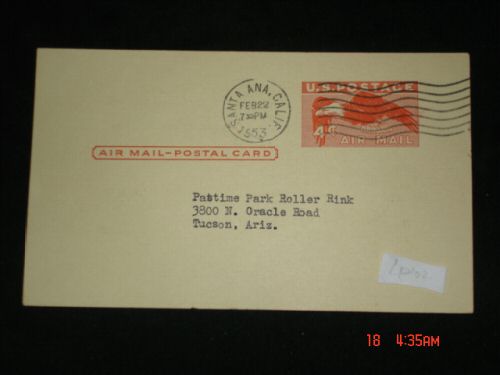 SANTA ANA, CALIF.
FEB 22
7 30 PM
1953
U.S. POSTAGE
4¢
AIR MAIL
AIR MAIL—POSTAL CARD
Pastime Park Roller Rink
3800 N. Oracle Road
Tucson, Ariz.
18 4:35AM